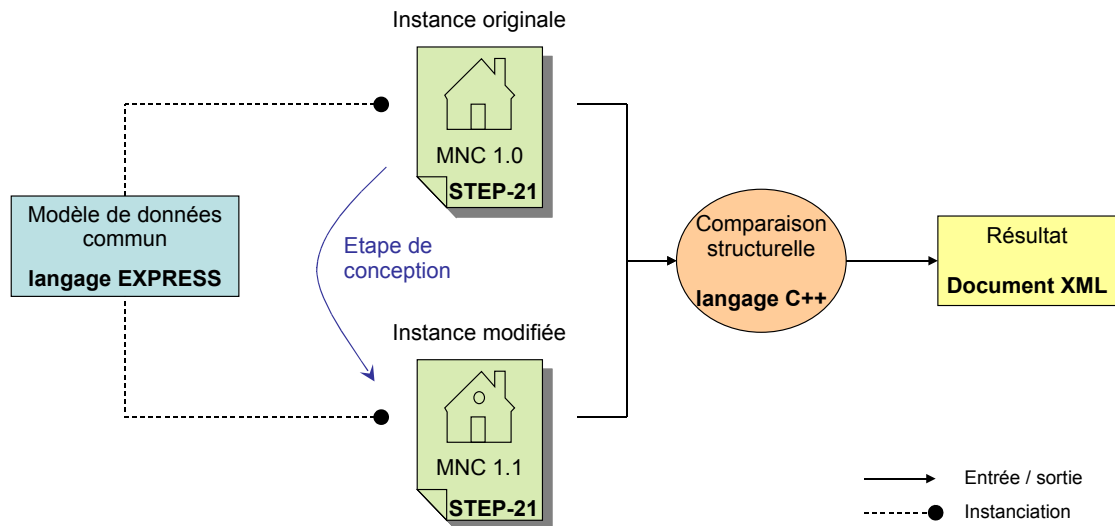 Instance originale
MNC 1.0
STEP-21
Modèle de données
commun
langage EXPRESS
Etape de
conception
Comparaison
structurelle
langage C++
Résultat
Document XML
Instance modifiée
MNC 1.1
STEP-21
Entrée / sortie
Instanciation